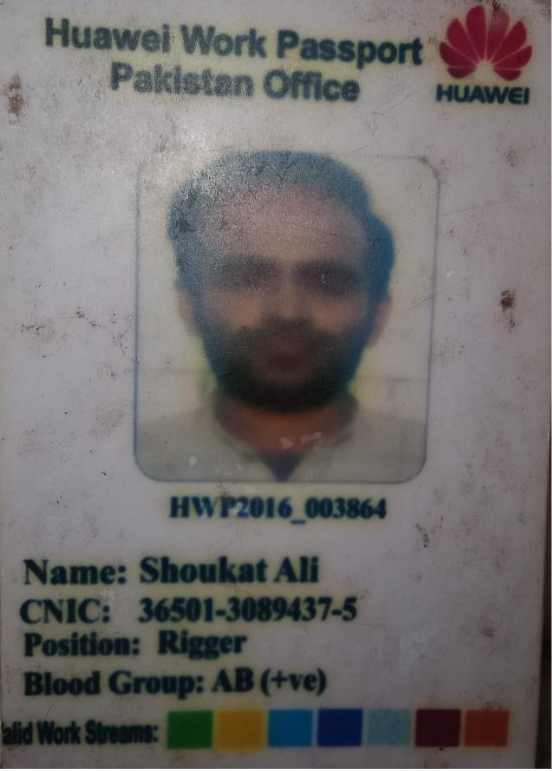 Huawei Work Passport
Pakistan Office
HUAWEI
HWP2016_003864
Name: Shoukat Ali
CNIC: 36501-3089437-5
Position: Rigger
Blood Group: AB (+ve)
alid Work Streams: